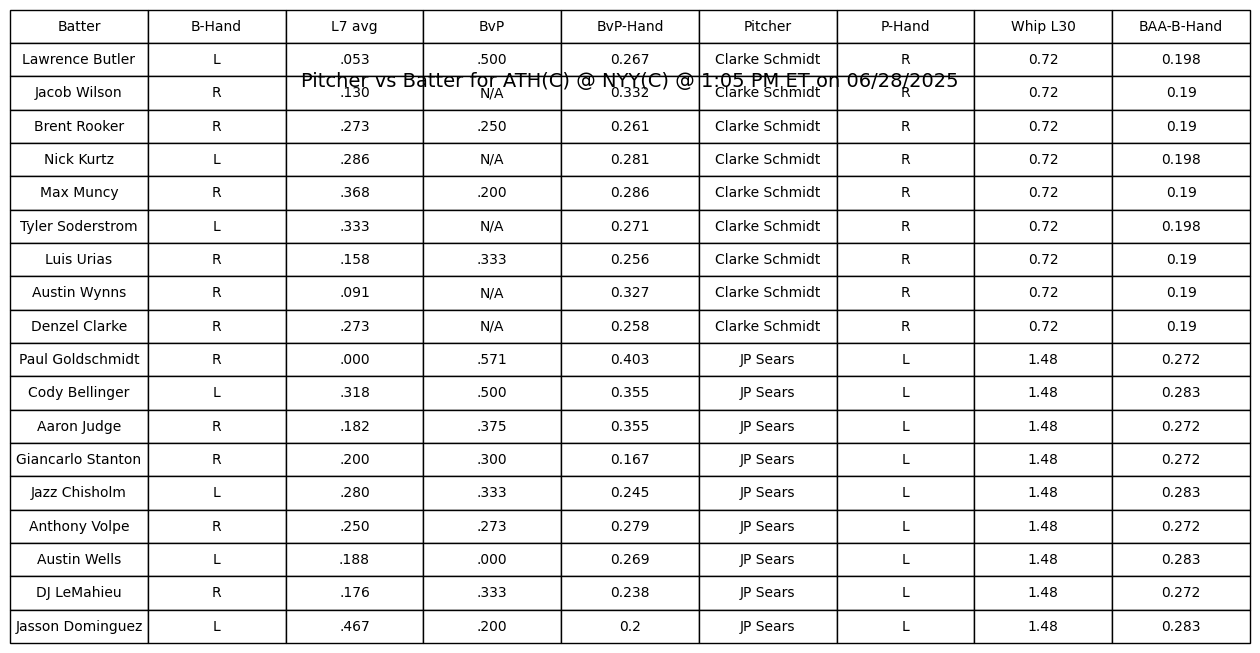 Batter B-Hand L7 avg BvP BvP-Hand Pitcher P-Hand Whip L30 BAA-B-Hand
Lawrence Butler L .053 .500 0.267 Clarke Schmidt R 0.72 0.198
Pitcher vs Batter for ATH(C) @ NYY(C) @ 1:05 PM ET on 06/28/2025
Jacob Wilson R .130 N/A 0.332 Clarke Schmidt R 0.72 0.19
Brent Rooker R .273 .250 0.261 Clarke Schmidt R 0.72 0.19
Nick Kurtz L .286 N/A 0.281 Clarke Schmidt R 0.72 0.198
Max Muncy R .368 .200 0.286 Clarke Schmidt R 0.72 0.19
Tyler Soderstrom L .333 N/A 0.271 Clarke Schmidt R 0.72 0.198
Luis Urias R .158 .333 0.256 Clarke Schmidt R 0.72 0.19
Austin Wynns R .091 N/A 0.327 Clarke Schmidt R 0.72 0.19
Denzel Clarke R .273 N/A 0.258 Clarke Schmidt R 0.72 0.19
Paul Goldschmidt R .000 .571 0.403 JP Sears L 1.48 0.272
Cody Bellinger L .318 .500 0.355 JP Sears L 1.48 0.283
Aaron Judge R .182 .375 0.355 JP Sears L 1.48 0.272
Giancarlo Stanton R .200 .300 0.167 JP Sears L 1.48 0.272
Jazz Chisholm L .280 .333 0.245 JP Sears L 1.48 0.283
Anthony Volpe R .250 .273 0.279 JP Sears L 1.48 0.272
Austin Wells L .188 .000 0.269 JP Sears L 1.48 0.283
DJ LeMahieu R .176 .333 0.238 JP Sears L 1.48 0.272
Jasson Dominguez L .467 .200 0.2 JP Sears L 1.48 0.283